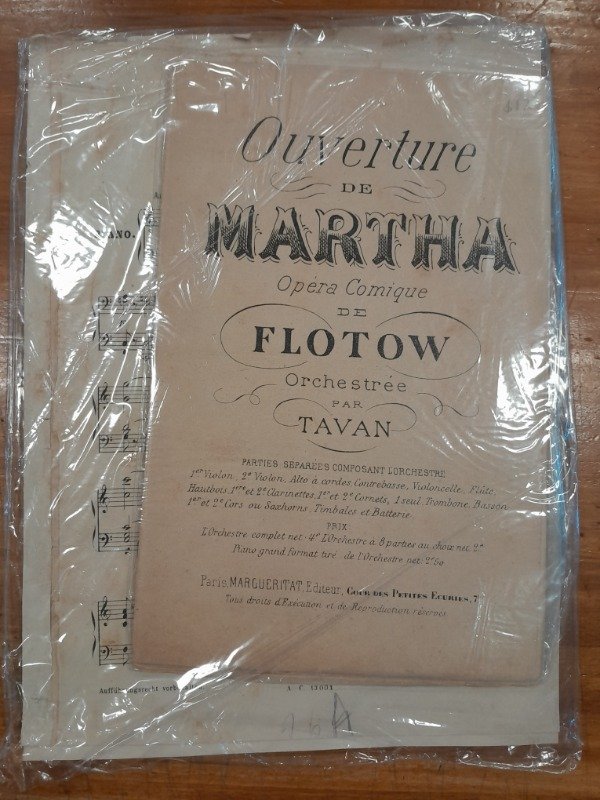 Ouverture
DE
MARTHA
Opéra Comique
DE
FLOTOW
Orchestrée
PAR
TAVAN
PARTIES SÉPARÉES COMPOSANT L'ORCHESTRE
1er Violon, 2e Violon, Alto à cordes, Contrebasse, Violoncelle, Flûte,
Hautbois, 1re et 2e Clarinettes, 1er et 2e Cornets, 1 seul Trombone, Basson
1er et 2e Cors ou Saxhorns, Timbales et Batterie
PRIX
L'Orchestre complet net: 4f L'Orchestre à 8 parties au choix net: 2f
Piano grand format tiré de l'Orchestre net: 2f50
Paris, MARGUERITAT, Editeur, COUR DES PETITES ECURIES, 7
Tous droits d'Exécution et de Reproduction réservés
Aufführungsrecht
A. C. 13001